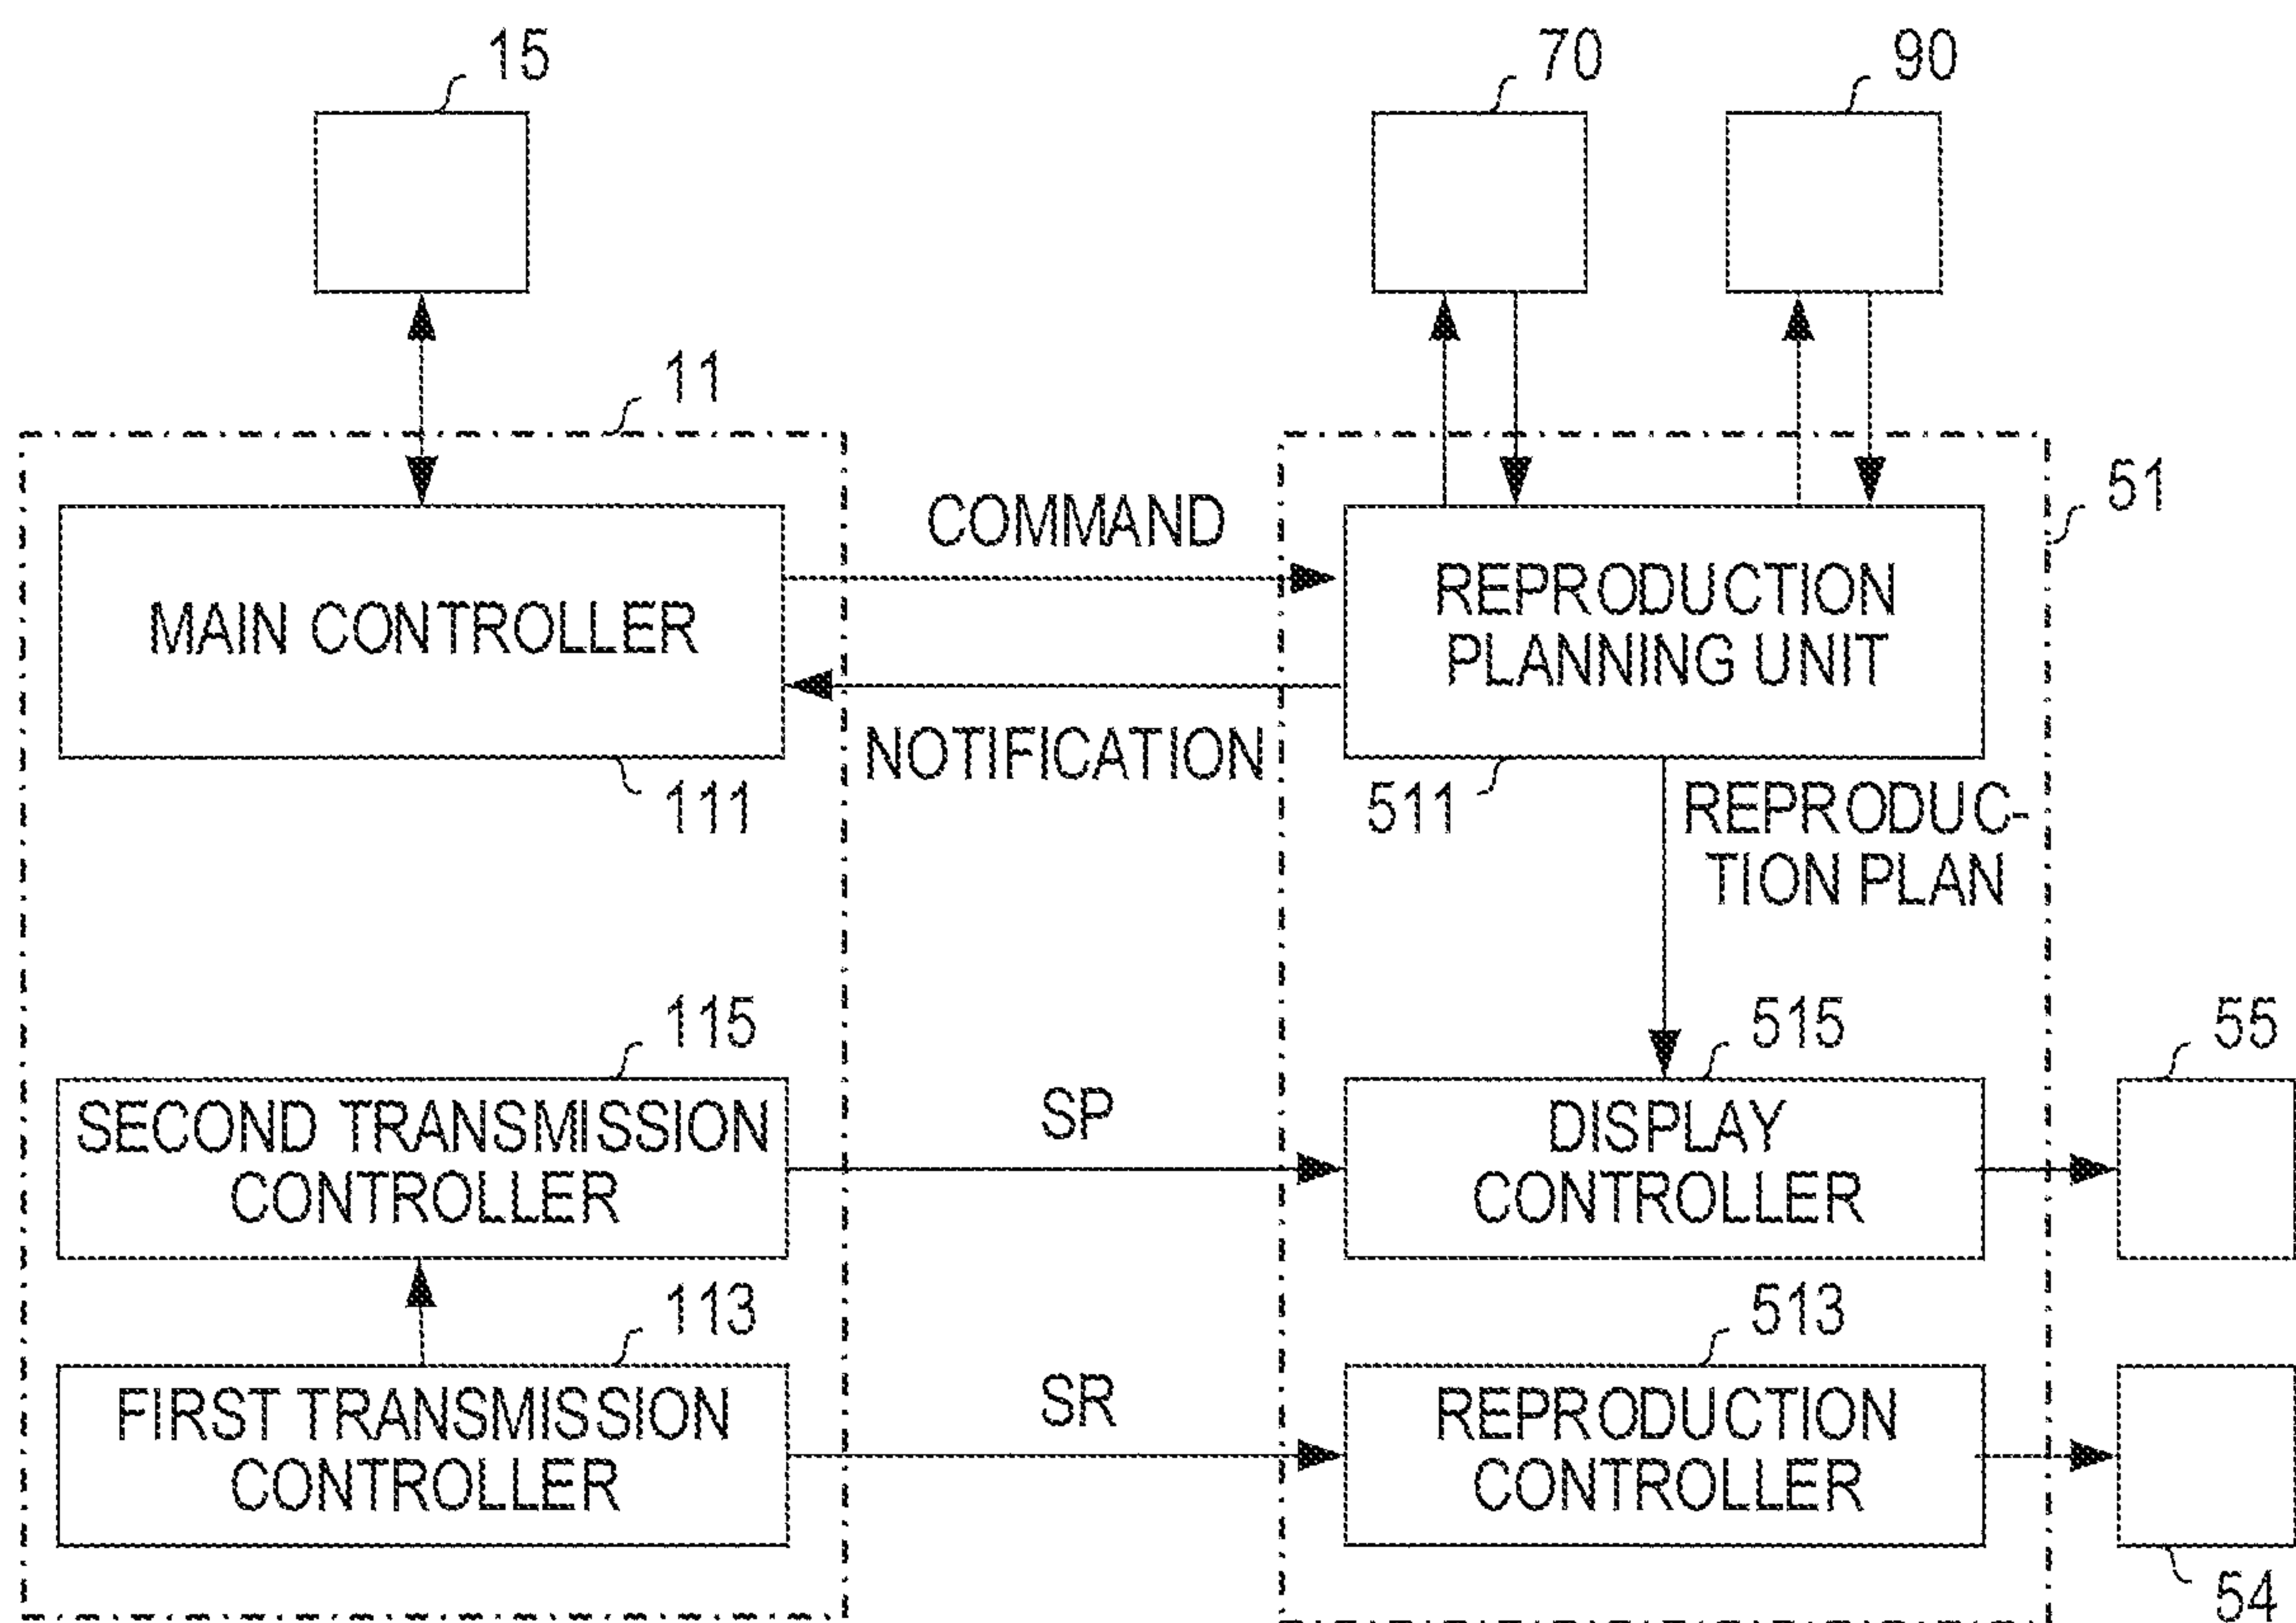 15
70
90
11
51
COMMAND
MAIN CONTROLLER
REPRODUCTION
PLANNING UNIT
NOTIFICATION
111
511
REPRODUC-
TION PLAN
115
515
55
SECOND TRANSMISSION
CONTROLLER
SP
DISPLAY
CONTROLLER
113
513
FIRST TRANSMISSION
CONTROLLER
SR
REPRODUCTION
CONTROLLER
54